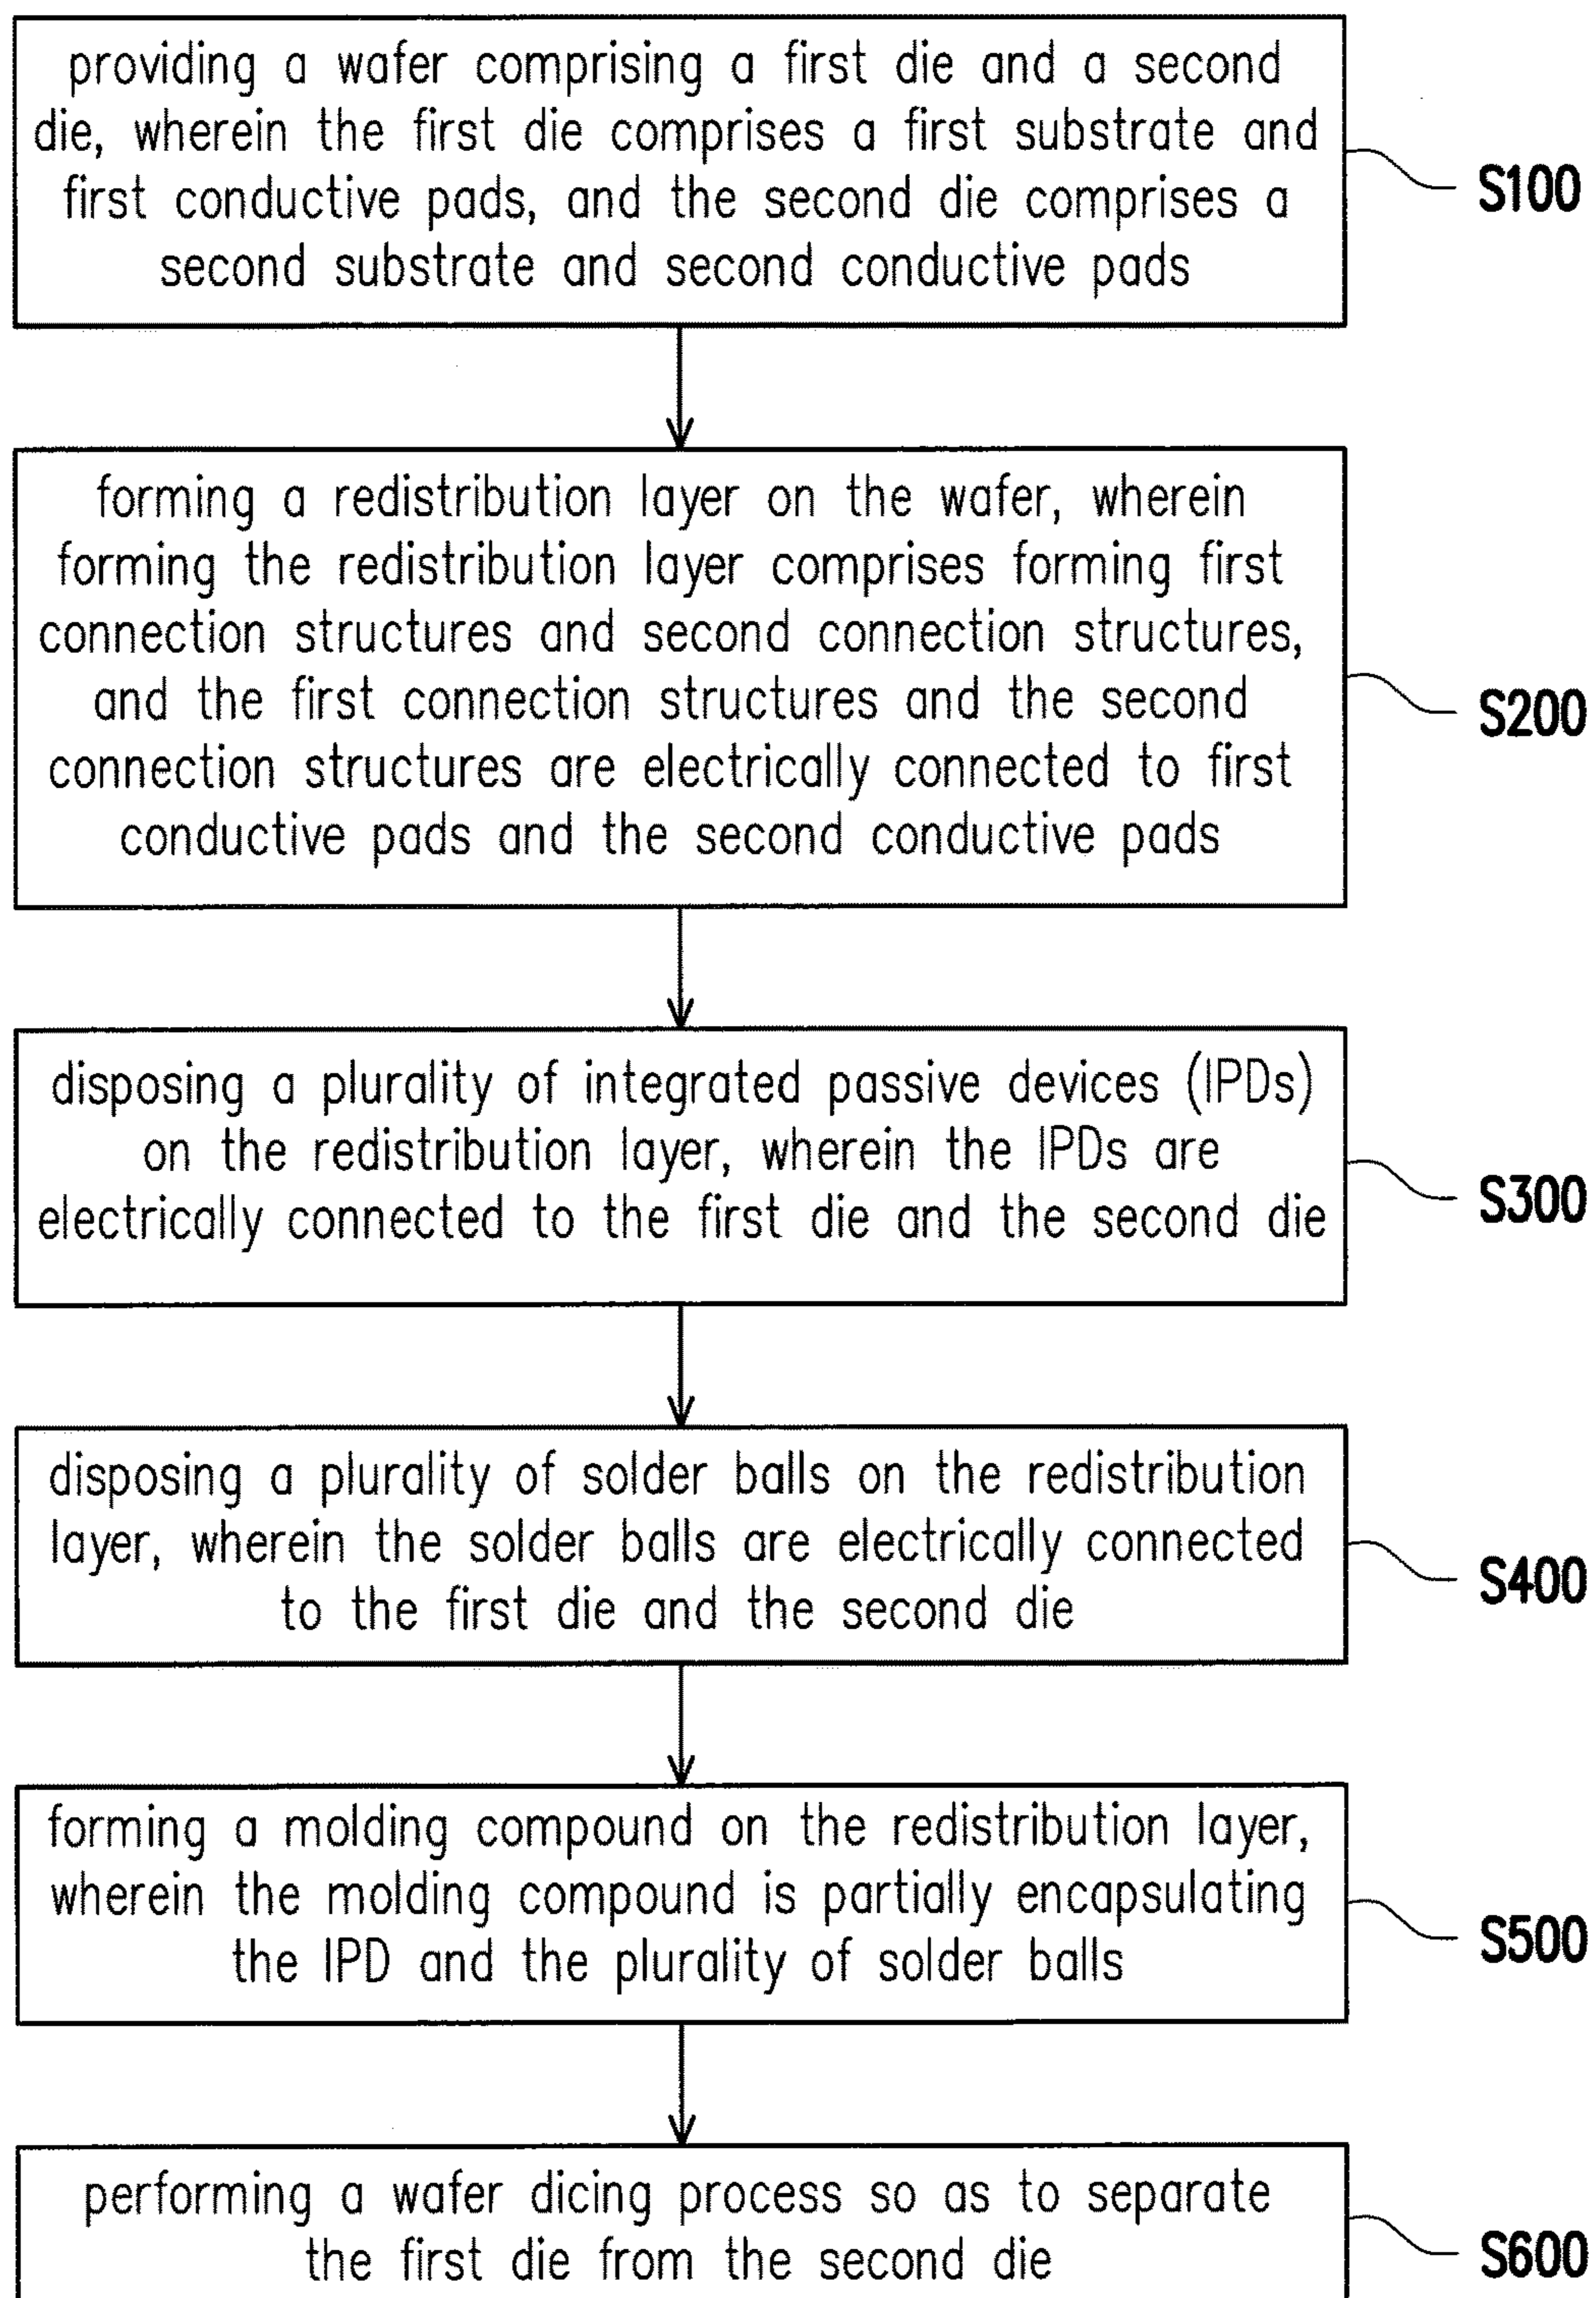 providing a wafer comprising a first die and a second
die, wherein the first die comprises a first substrate and
first conductive pads, and the second die comprises a
second substrate and second conductive pads
S100
forming a redistribution layer on the wafer, wherein
forming the redistribution layer comprises forming first
connection structures and second connection structures,
and the first connection structures and the second
connection structures are electrically connected to first
conductive pads and the second conductive pads
S200
disposing a plurality of integrated passive devices (IPDs)
on the redistribution layer, wherein the IPDs are
electrically connected to the first die and the second die
S300
disposing a plurality of solder balls on the redistribution
layer, wherein the solder balls are electrically connected
to the first die and the second die
S400
forming a molding compound on the redistribution layer,
wherein the molding compound is partially encapsulating
the IPD and the plurality of solder balls
S500
performing a wafer dicing process so as to separate
the first die from the second die
S600